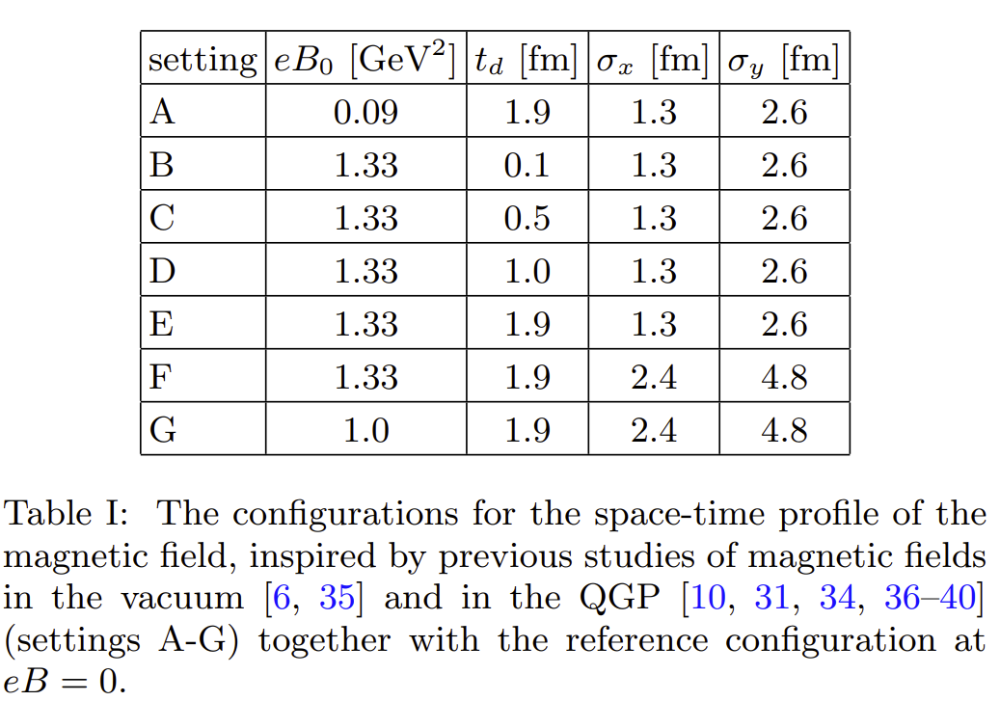 setting eB₀ [GeV²] t_d [fm] σₓ [fm] σ_y [fm]
A 0.09 1.9 1.3 2.6
B 1.33 0.1 1.3 2.6
C 1.33 0.5 1.3 2.6
D 1.33 1.0 1.3 2.6
E 1.33 1.9 1.3 2.6
F 1.33 1.9 2.4 4.8
G 1.0 1.9 2.4 4.8
Table I: The configurations for the space-time profile of the
magnetic field, inspired by previous studies of magnetic fields
in the vacuum [6, 35] and in the QGP [10, 31, 34, 36–40]
(settings A-G) together with the reference configuration at
eB = 0.